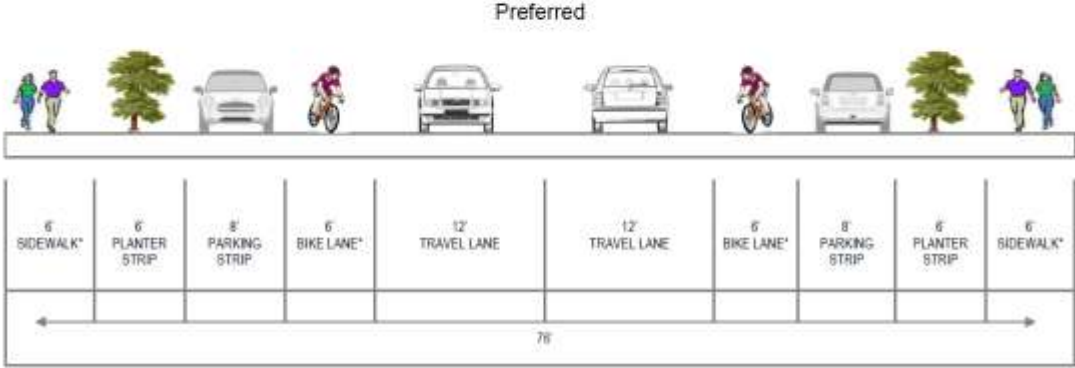 Preferred
6'
SIDEWALK*
6'
PLANTER
STRIP
8'
PARKING
STRIP
6'
BIKE LANE*
12'
TRAVEL LANE
12'
TRAVEL LANE
6'
BIKE LANE*
8'
PARKING
STRIP
6'
PLANTER
STRIP
6'
SIDEWALK*
76'